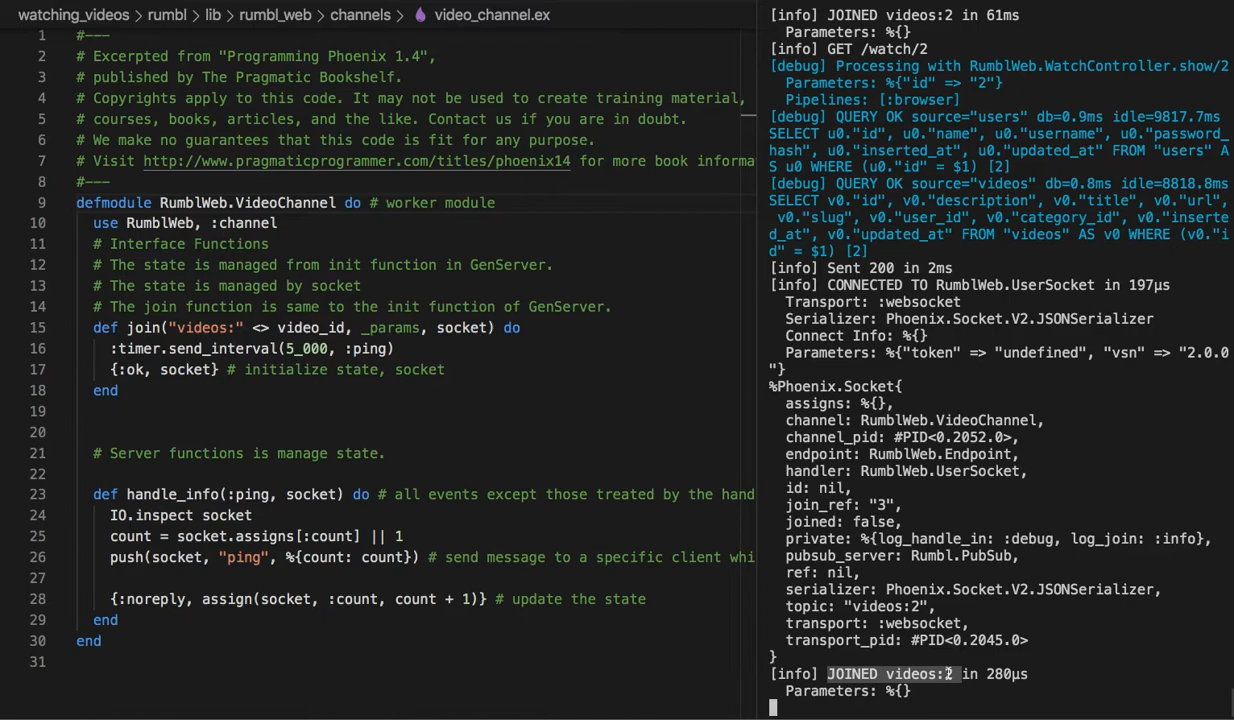 watching_videos > rumbl > lib > rumbl_web > channels > video_channel.ex
1 #---
2 # Excerpted from "Programming Phoenix 1.4",
3 # published by The Pragmatic Bookshelf.
4 # Copyrights apply to this code. It may not be used to create training material,
5 # courses, books, articles, and the like. Contact us if you are in doubt.
6 # We make no guarantees that this code is fit for any purpose.
7 # Visit http://www.pragmaticprogrammer.com/titles/phoenix14 for more book informa
8 #---
9 defmodule RumblWeb.VideoChannel do # worker module
10 use RumblWeb, :channel
11 # Interface Functions
12 # The state is managed from init function in GenServer.
13 # The state is managed by socket
14 # The join function is same to the init function of GenServer.
15 def join("videos:" <> video_id, _params, socket) do
16 :timer.send_interval(5_000, :ping)
17 {:ok, socket} # initialize state, socket
18 end
19
20
21 # Server functions is manage state.
22
23 def handle_info(:ping, socket) do # all events except those treated by the hand
24 IO.inspect socket
25 count = socket.assigns[:count] || 1
26 push(socket, "ping", %{count: count}) # send message to a specific client whi
27
28 {:noreply, assign(socket, :count, count + 1)} # update the state
29 end
30 end
31
[info] JOINED videos:2 in 61ms
Parameters: %{}
[info] GET /watch/2
[debug] Processing with RumblWeb.WatchController.show/2
Parameters: %{"id" => "2"}
Pipelines: [:browser]
[debug] QUERY OK source="users" db=0.9ms idle=9817.7ms
SELECT u0."id", u0."name", u0."username", u0."password_
hash", u0."inserted_at", u0."updated_at" FROM "users" A
S u0 WHERE (u0."id" = $1) [2]
[debug] QUERY OK source="videos" db=0.8ms idle=8818.8ms
SELECT v0."id", v0."description", v0."title", v0."url",
v0."slug", v0."user_id", v0."category_id", v0."inserte
d_at", v0."updated_at" FROM "videos" AS v0 WHERE (v0."i
d" = $1) [2]
[info] Sent 200 in 2ms
[info] CONNECTED TO RumblWeb.UserSocket in 197µs
Transport: :websocket
Serializer: Phoenix.Socket.V2.JSONSerializer
Connect Info: %{}
Parameters: %{"token" => "undefined", "vsn" => "2.0.0
"}
%Phoenix.Socket{
assigns: %{},
channel: RumblWeb.VideoChannel,
channel_pid: #PID<0.2052.0>,
endpoint: RumblWeb.Endpoint,
handler: RumblWeb.UserSocket,
id: nil,
join_ref: "3",
joined: false,
private: %{log_handle_in: :debug, log_join: :info},
pubsub_server: Rumbl.PubSub,
ref: nil,
serializer: Phoenix.Socket.V2.JSONSerializer,
topic: "videos:2",
transport: :websocket,
transport_pid: #PID<0.2045.0>
}
[info] JOINED videos:2 in 280µs
Parameters: %{}